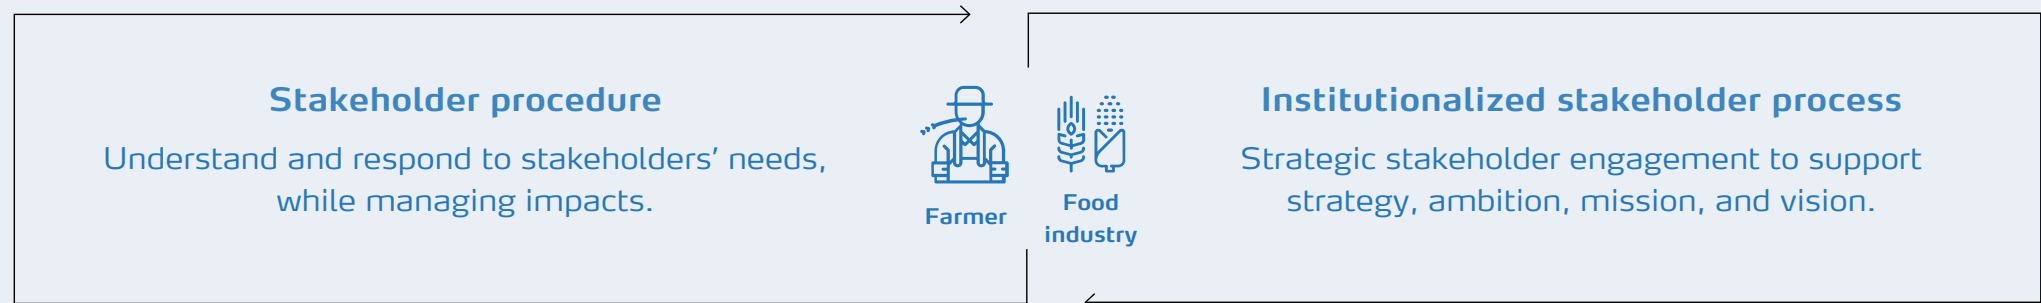 Stakeholder procedure
Understand and respond to stakeholders’ needs,
while managing impacts.
Farmer
Food
industry
Institutionalized stakeholder process
Strategic stakeholder engagement to support
strategy, ambition, mission, and vision.